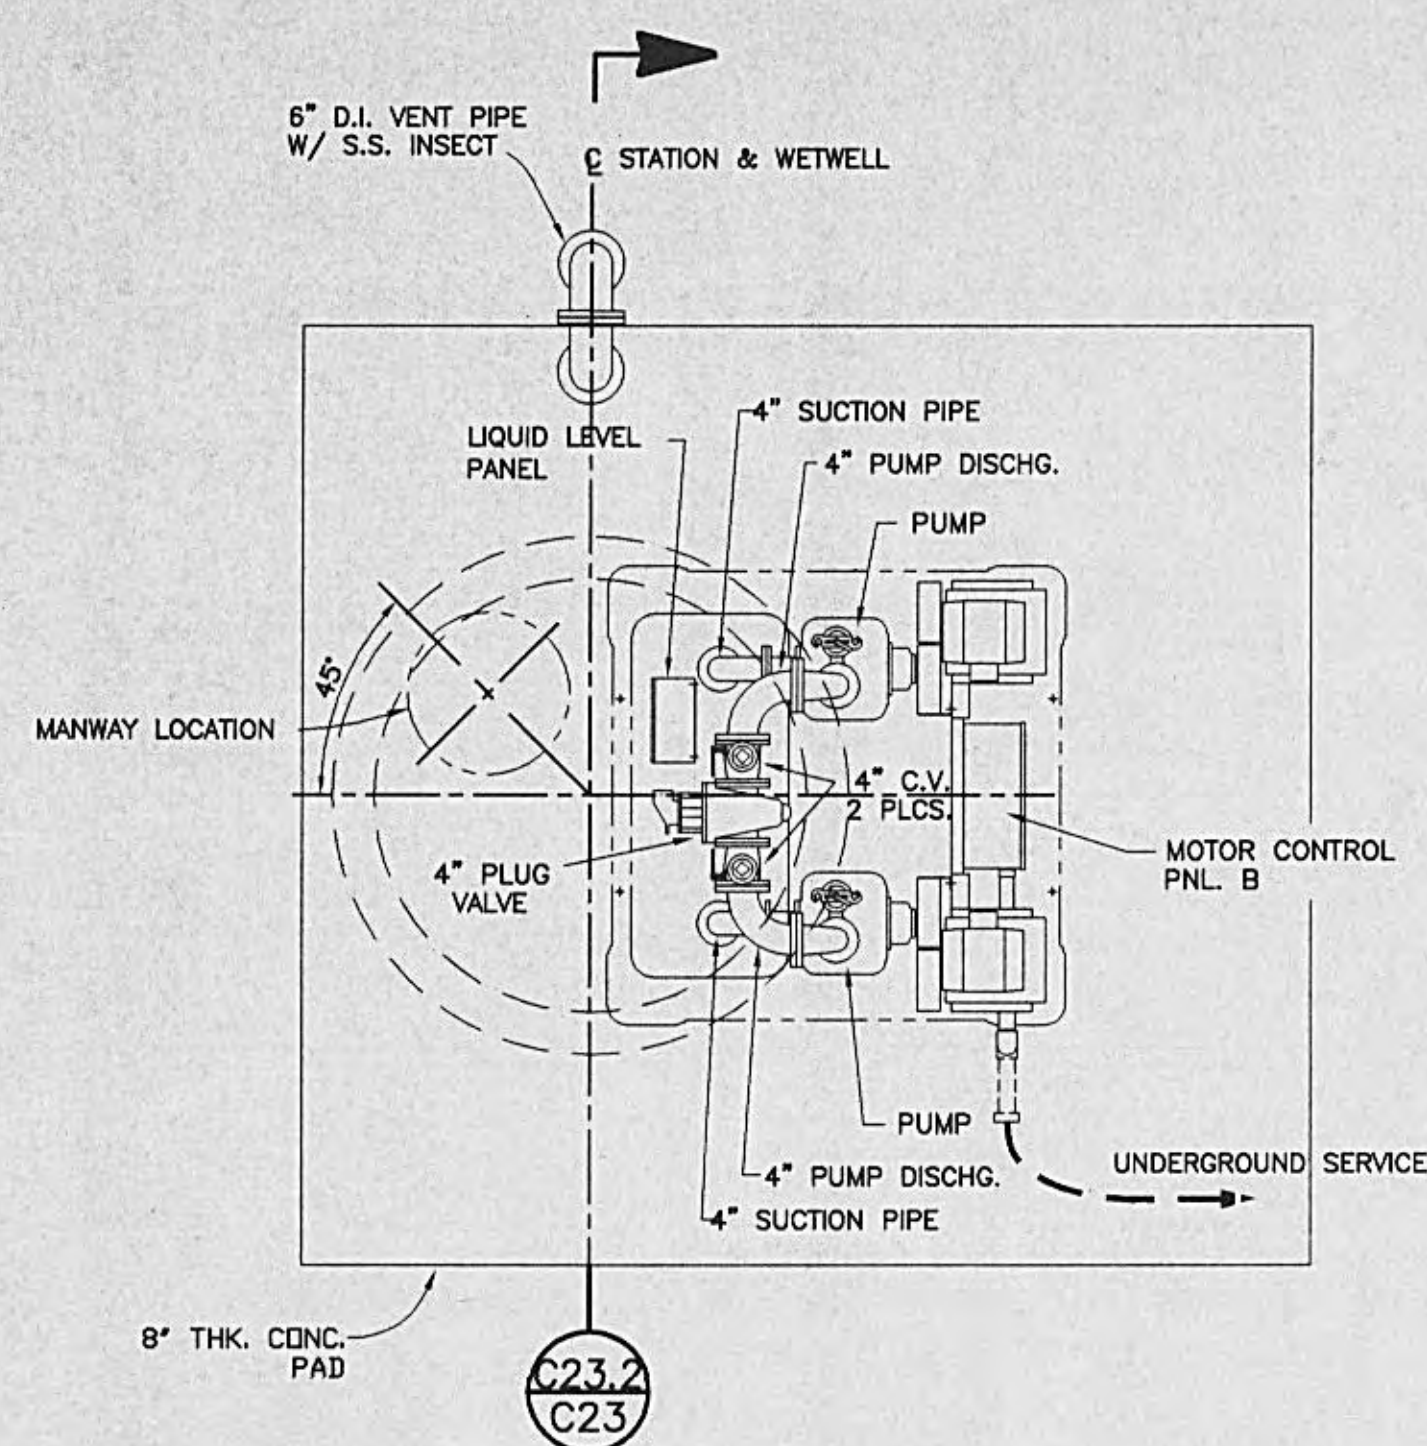 6" D.I. VENT PIPE
W/ S.S. INSECT
℄ STATION & WETWELL
4" SUCTION PIPE
LIQUID LEVEL
PANEL
4" PUMP DISCHG.
PUMP
45°
MANWAY LOCATION
4" C.V.
2 PLCS.
4" PLUG
VALVE
MOTOR CONTROL
PNL. B
PUMP
4" PUMP DISCHG.
UNDERGROUND SERVICE
4" SUCTION PIPE
8" THK. CONC.
PAD
C23.2
C23